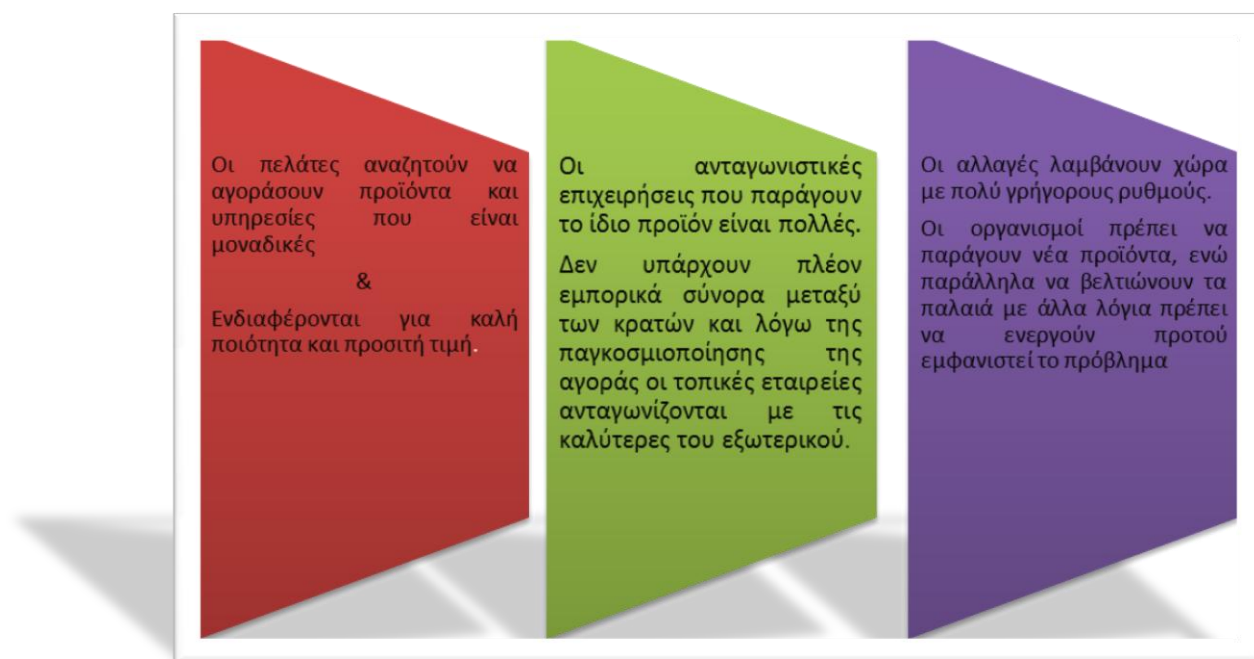 Οι πελάτες αναζητούν να
αγοράσουν προϊόντα και
υπηρεσίες που είναι
μοναδικές
&
Ενδιαφέρονται για καλή
ποιότητα και προσιτή τιμή.
Οι ανταγωνιστικές
επιχειρήσεις που παράγουν
το ίδιο προϊόν είναι πολλές.
Δεν υπάρχουν πλέον
εμπορικά σύνορα μεταξύ
των κρατών και λόγω της
παγκοσμιοποίησης της
αγοράς οι τοπικές εταιρείες
ανταγωνίζονται με τις
καλύτερες του εξωτερικού.
Οι αλλαγές λαμβάνουν χώρα
με πολύ γρήγορους ρυθμούς.
Οι οργανισμοί πρέπει να
παράγουν νέα προϊόντα, ενώ
παράλληλα να βελτιώνουν τα
παλαιά με άλλα λόγια πρέπει
να ενεργούν προτού
εμφανιστεί το πρόβλημα